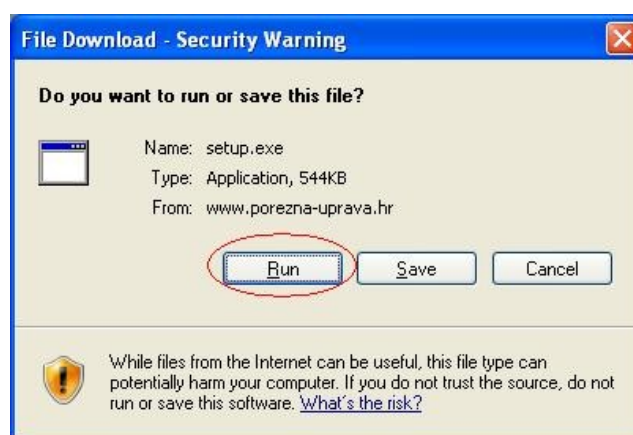 File Download - Security Warning
Do you want to run or save this file?
Name: setup.exe
Type: Application, 544KB
From: www.porezna-uprava.hr
Run Save Cancel
While files from the Internet can be useful, this file type can
potentially harm your computer. If you do not trust the source, do not
run or save this software. What's the risk?